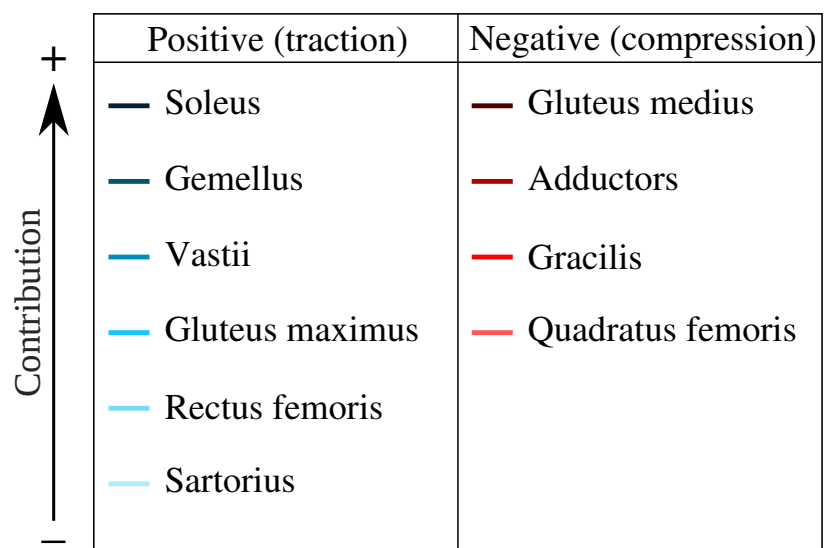 Positive (traction) Negative (compression)
+
Soleus Gluteus medius
Gemellus Adductors
Vastii Gracilis
Gluteus maximus Quadratus femoris
Rectus femoris
Sartorius
Contribution
−